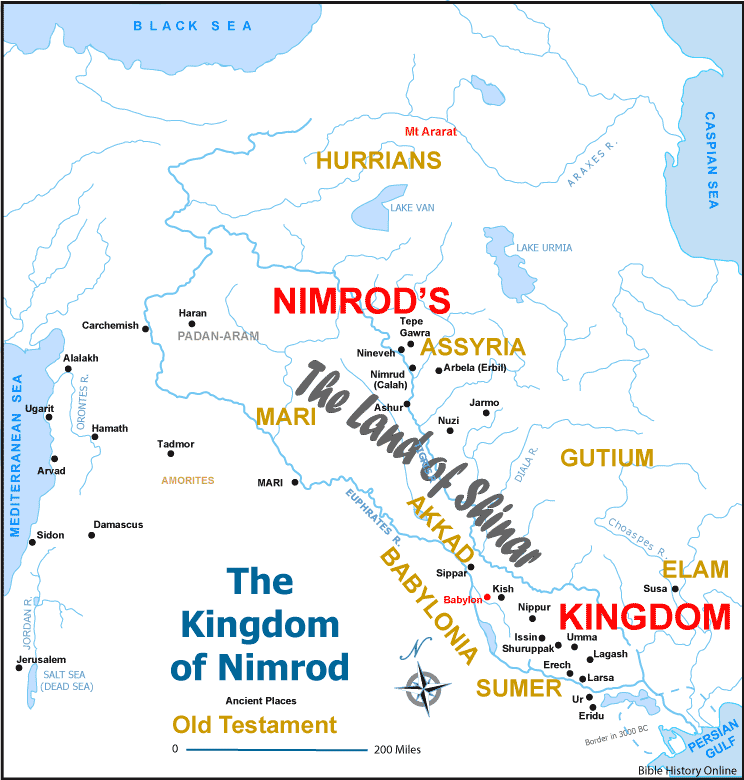 BLACK SEA
CASPIAN SEA
Mt Ararat
HURRIANS
ARAXES R.
LAKE VAN
LAKE URMIA
NIMROD'S
Haran
Carchemish
PADAN-ARAM
Tepe
Gawra
Nineveh
ASSYRIA
Alalakh
Nimrud
(Calah)
Arbela (Erbil)
The Land of Shinar
MEDITERRANEAN SEA
ORONTES R.
Ugarit
MARI
Ashur
Jarmo
Nuzi
Hamath
Tadmor
GUTIUM
DIALA R.
Arvad
AMORITES
MARI
TIGRIS R.
EUPHRATES R.
AKKAD
Choaspes R.
Sidon
Damascus
BABYLONIA
Sippar
ELAM
Susa
The
Kingdom
of Nimrod
Kish
Babylon
Nippur
KINGDOM
JORDAN R.
Issin
Umma
Shuruppak
Lagash
Jerusalem
Erech
SALT SEA
(DEAD SEA)
N
SUMER
Larsa
Ur
Eridu
Ancient Places
Old Testament
Border in 3000 BC
PERSIAN
GULF
0
200 Miles
Bible History Online